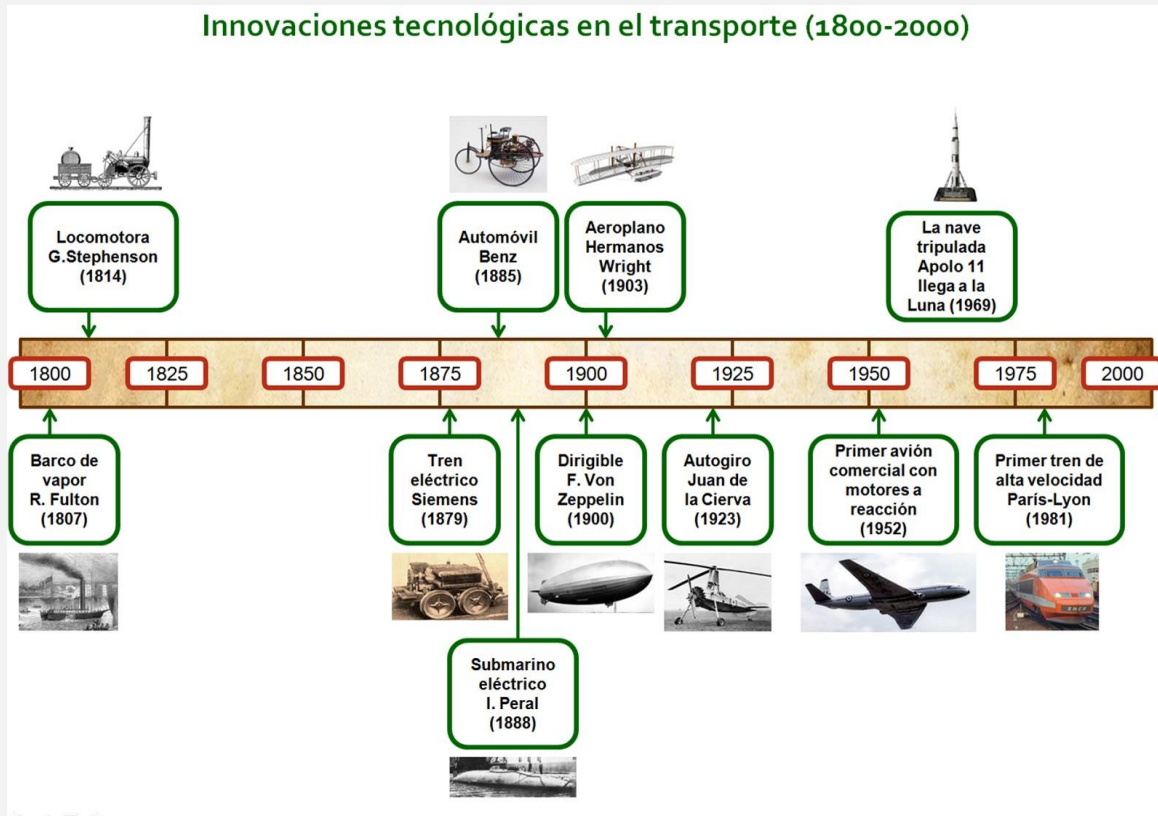 Innovaciones tecnológicas en el transporte (1800-2000)
Locomotora
G.Stephenson
(1814)
Automóvil
Benz
(1885)
Aeroplano
Hermanos
Wright
(1903)
La nave
tripulada
Apolo 11
llega a la
Luna (1969)
1800
1825
1850
1875
1900
1925
1950
1975
2000
Barco de
vapor
R. Fulton
(1807)
Tren
eléctrico
Siemens
(1879)
Dirigible
F. Von
Zeppelin
(1900)
Autogiro
Juan de
la Cierva
(1923)
Primer avión
comercial con
motores a
reacción
(1952)
Primer tren de
alta velocidad
París-Lyon
(1981)
Submarino
eléctrico
I. Peral
(1888)